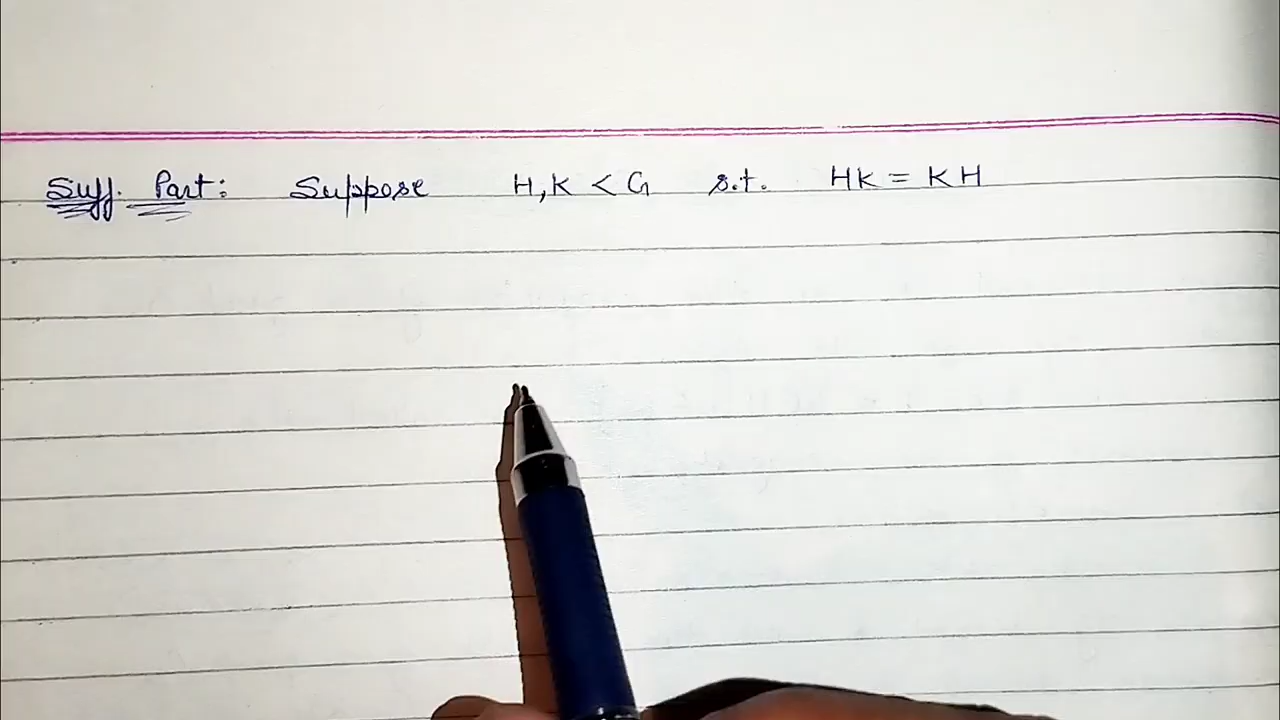 Suff. Part: Suppose H, K < G s.t. HK = KH